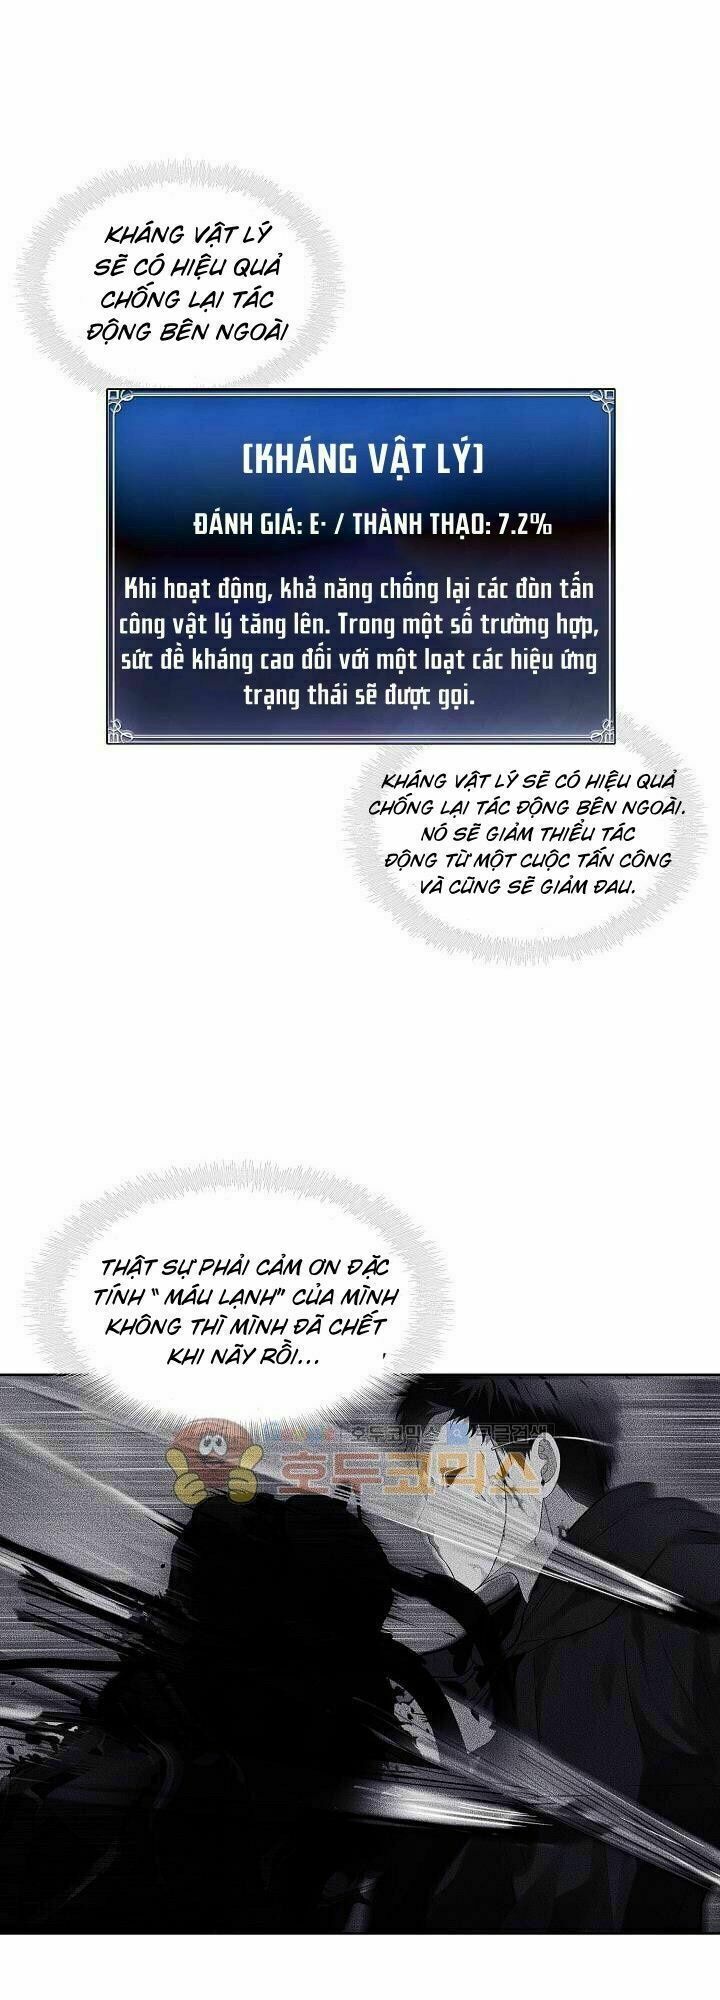 KHÁNG VẬT LÝ
SẼ CÓ HIỆU QUẢ
CHỐNG LẠI TÁC
ĐỘNG BÊN NGOÀI
[KHÁNG VẬT LÝ]
ĐÁNH GIÁ: E- / THÀNH THẠO: 7.2%
Khi hoạt động, khả năng chống lại các đòn tấn
công vật lý tăng lên. Trong một số trường hợp,
sức đề kháng cao đối với một loạt các hiệu ứng
trạng thái sẽ được gọi.
KHÁNG VẬT LÝ SẼ CÓ HIỆU QUẢ
CHỐNG LẠI TÁC ĐỘNG BÊN NGOÀI.
NÓ SẼ GIẢM THIỂU TÁC
ĐỘNG TỪ MỘT CUỘC TẤN CÔNG
VÀ CŨNG SẼ GIẢM ĐAU.
THẬT SỰ PHẢI CẢM ƠN ĐẶC
TÍNH “ MÁU LẠNH” CỦA MÌNH
KHÔNG THÌ MÌNH ĐÃ CHẾT
KHI NÃY RỒI...
호두코믹스 구글검색
호두코믹스